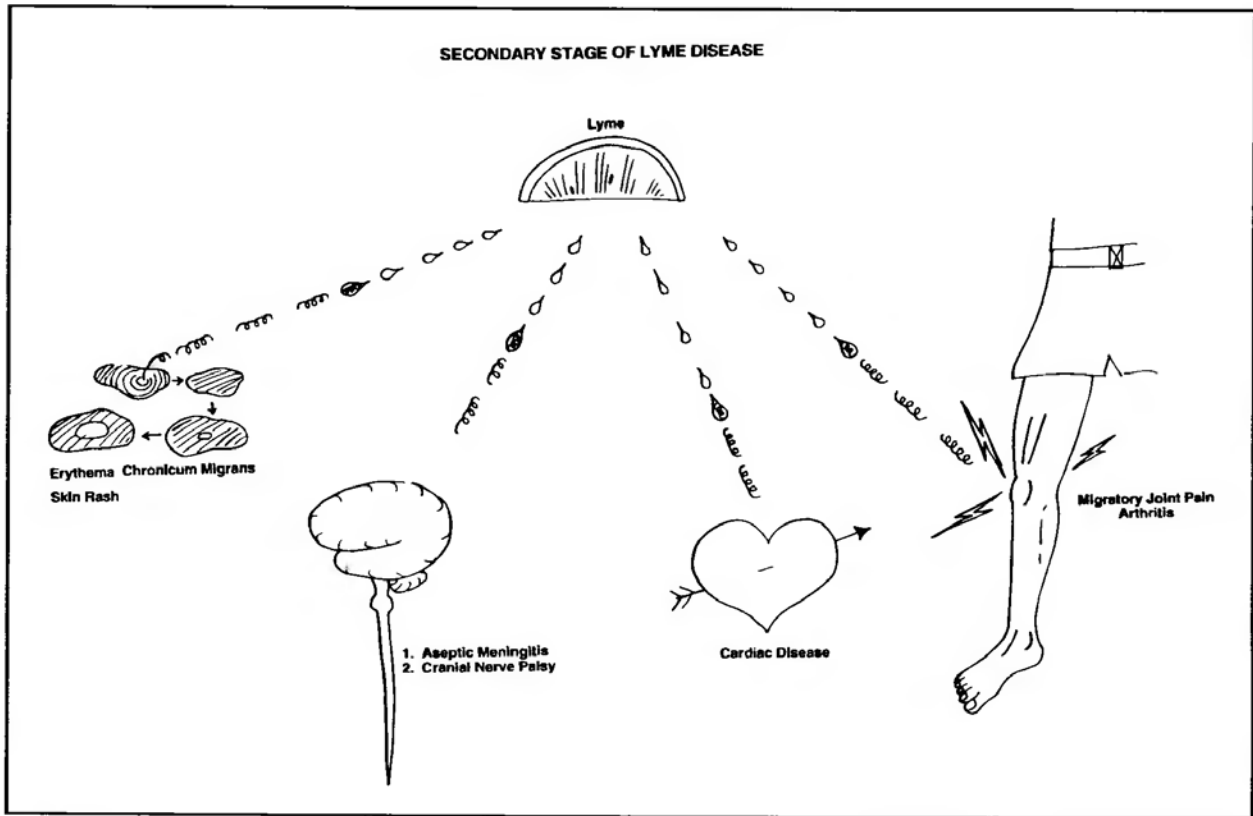 SECONDARY STAGE OF LYME DISEASE
Lyme
Erythema Chronicum Migrans
Skin Rash
1. Aseptic Meningitis
2. Cranial Nerve Palsy
Cardiac Disease
Migratory Joint Pain
Arthritis